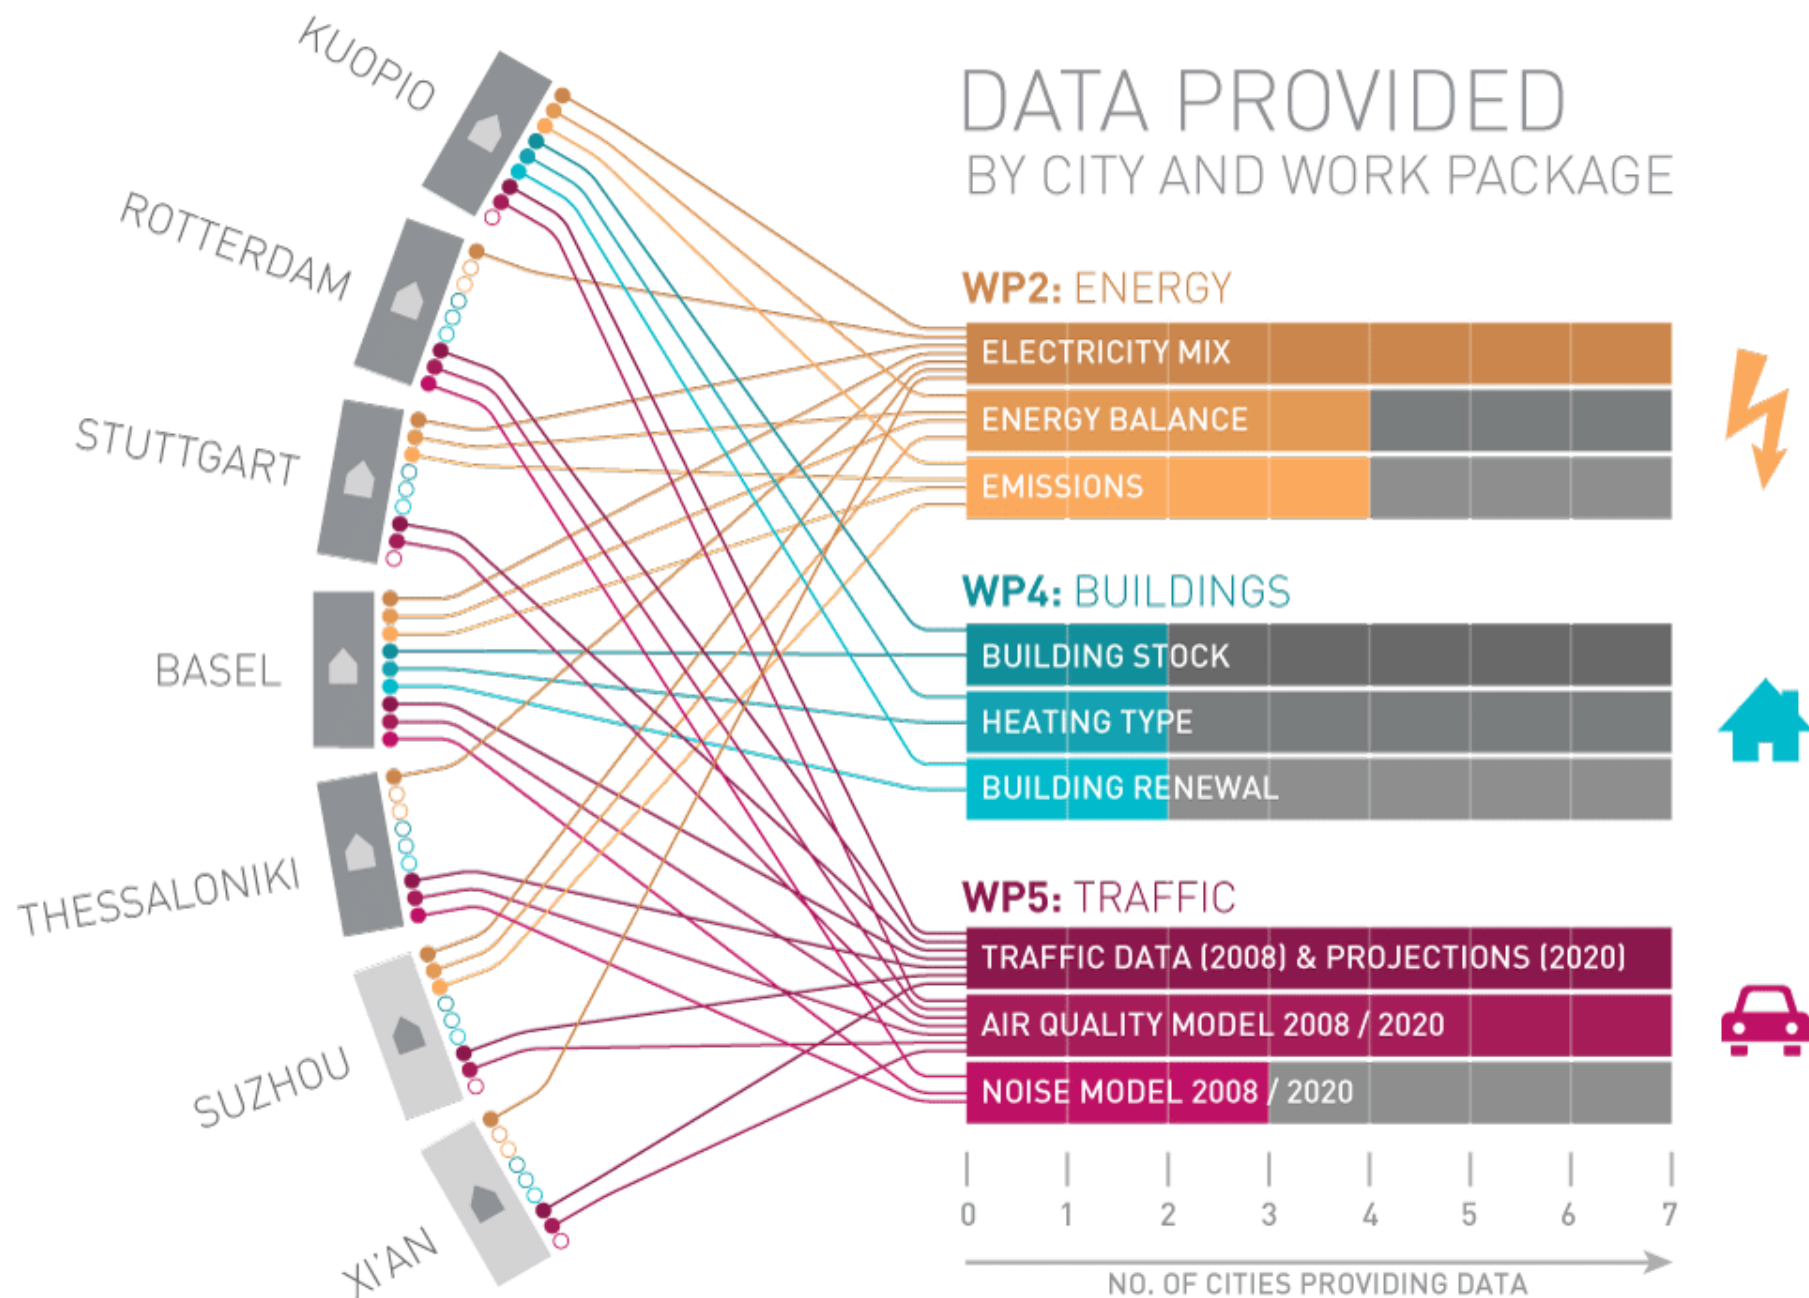 DATA PROVIDED
BY CITY AND WORK PACKAGE
KUOPIO
ROTTERDAM
STUTTGART
BASEL
THESSALONIKI
SUZHOU
XI'AN
WP2: ENERGY
ELECTRICITY MIX
ENERGY BALANCE
EMISSIONS
WP4: BUILDINGS
BUILDING STOCK
HEATING TYPE
BUILDING RENEWAL
WP5: TRAFFIC
TRAFFIC DATA (2008) & PROJECTIONS (2020)
AIR QUALITY MODEL 2008 / 2020
NOISE MODEL 2008 / 2020
0 1 2 3 4 5 6 7
NO. OF CITIES PROVIDING DATA